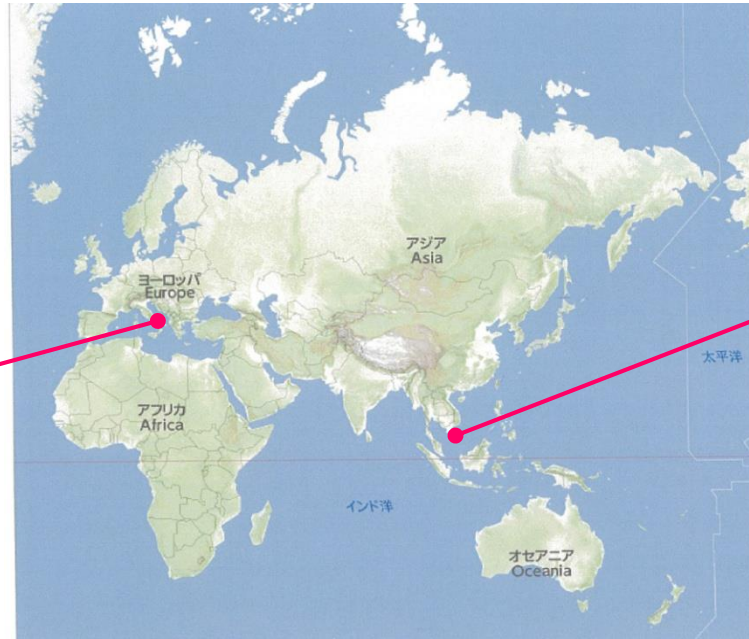 アジア
Asia
ヨーロッパ
Europe
太平洋
アフリカ
Africa
インド洋
オセアニア
Oceania